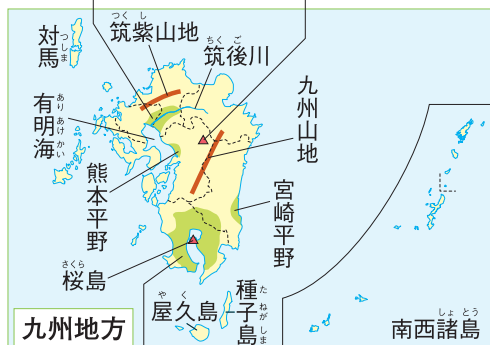 対馬
つしま
筑紫山地
つくし
筑後川
ちくご
有明海
ありあけかい
九州山地
熊本平野
宮崎平野
桜島
さくら
屋久島
やく
種子島
たねがしま
南西諸島
しょとう
九州地方